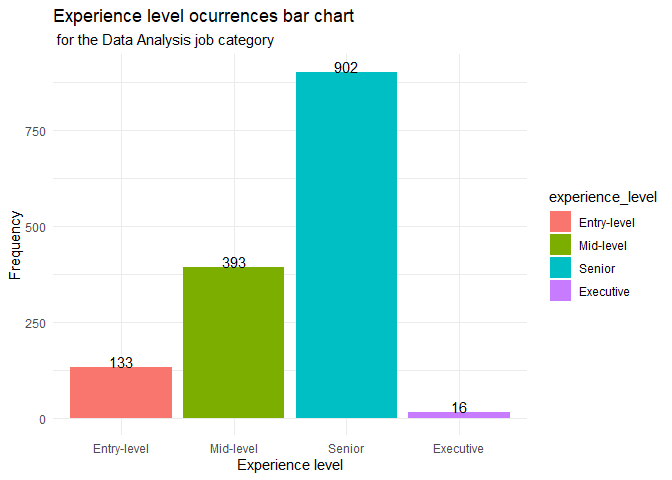 Experience level ocurrences bar chart
for the Data Analysis job category
Frequency
750
500
250
0
133
393
902
16
Entry-level
Mid-level
Senior
Executive
Experience level
experience_level
Entry-level
Mid-level
Senior
Executive